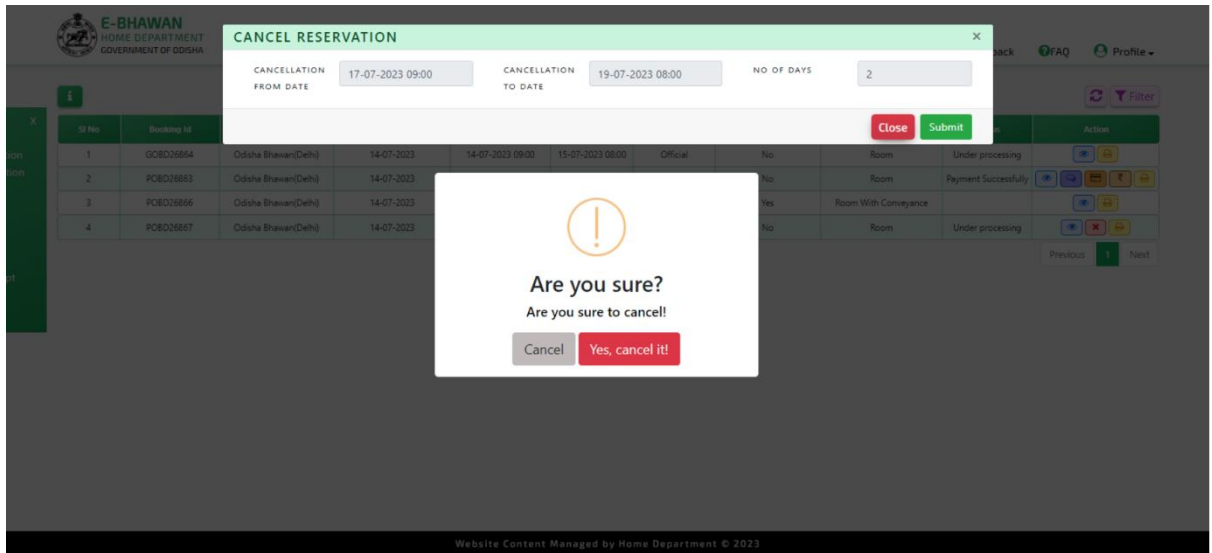 E-BHAWAN
HOME DEPARTMENT
GOVERNMENT OF ODISHA
FAQ Profile
CANCEL RESERVATION ×
CANCELLATION FROM DATE 17-07-2023 09:00 CANCELLATION TO DATE 19-07-2023 08:00 NO OF DAYS 2
Close Submit
i Filter
X
Sl No Booking Id Action
1 GOBD26864 Odisha Bhawan(Delhi) 14-07-2023 14-07-2023 09:00 15-07-2023 08:00 Official No Room Under processing
2 POBD26883 Odisha Bhawan(Delhi) 14-07-2023 No Room Payment Successfully
3 POBD26866 Odisha Bhawan(Delhi) 14-07-2023 Yes Room With Conveyance
4 POBD26867 Odisha Bhawan(Delhi) 14-07-2023 No Room Under processing
Previous 1 Next
Are you sure?
Are you sure to cancel!
Cancel Yes, cancel it!
Website Content Managed by Home Department © 2023